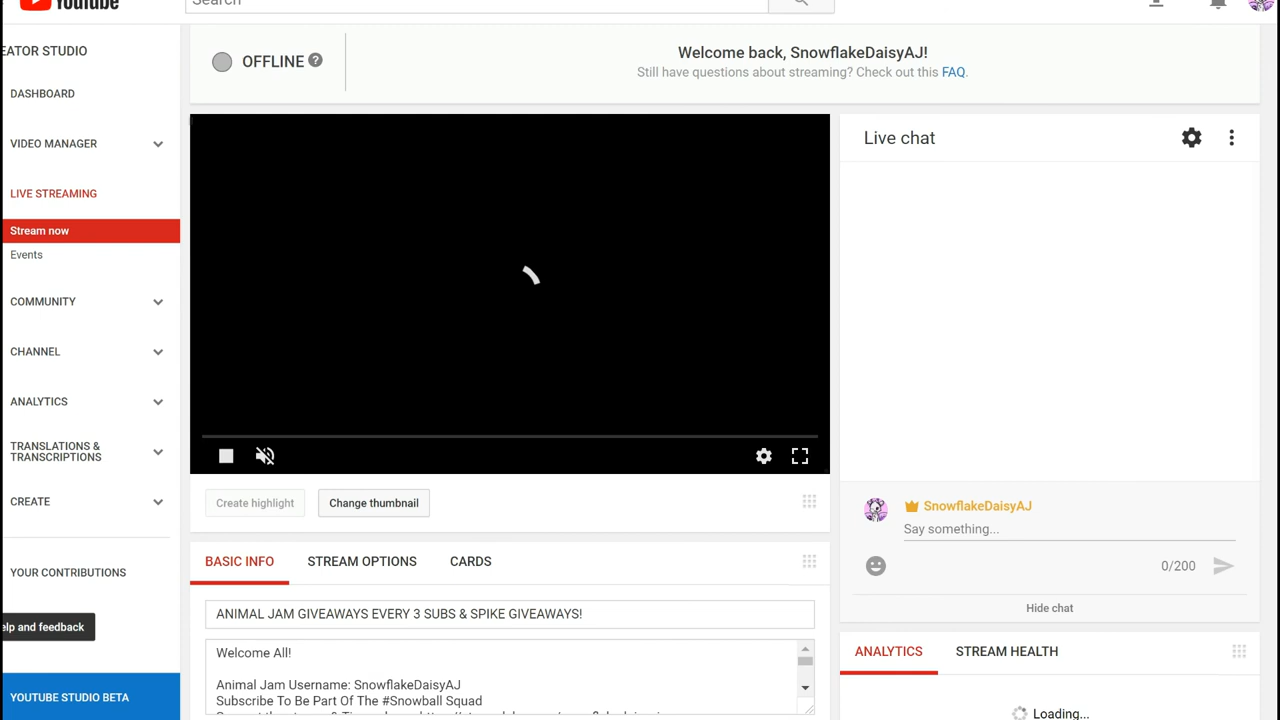 YouTube
Search
EATOR STUDIO
DASHBOARD
VIDEO MANAGER
LIVE STREAMING
Stream now
Events
COMMUNITY
CHANNEL
ANALYTICS
TRANSLATIONS &
TRANSCRIPTIONS
CREATE
YOUR CONTRIBUTIONS
elp and feedback
YOUTUBE STUDIO BETA
OFFLINE ?
Welcome back, SnowflakeDaisyAJ!
Still have questions about streaming? Check out this FAQ.
Create highlight
Change thumbnail
BASIC INFO
STREAM OPTIONS
CARDS
ANIMAL JAM GIVEAWAYS EVERY 3 SUBS & SPIKE GIVEAWAYS!
Welcome All!
Animal Jam Username: SnowflakeDaisyAJ
Subscribe To Be Part Of The #Snowball Squad
Live chat
SnowflakeDaisyAJ
Say something...
0/200
Hide chat
ANALYTICS
STREAM HEALTH
Loading...